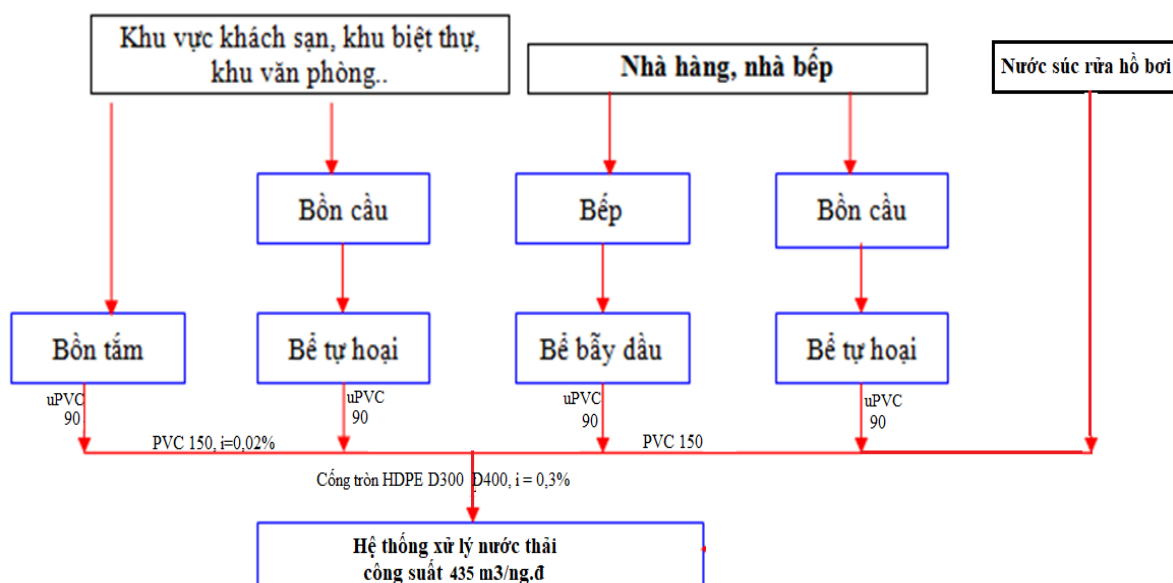 Khu vực khách sạn, khu biệt thự,
khu văn phòng..
Nhà hàng, nhà bếp
Nước súc rửa hồ bơi
Bồn cầu
Bếp
Bồn cầu
Bồn tắm
Bể tự hoại
Bể bẫy dầu
Bể tự hoại
uPVC
90
uPVC
90
uPVC
90
uPVC
90
PVC 150, i=0,02%
PVC 150
Cống tròn HDPE D300 D400, i = 0,3%
Hệ thống xử lý nước thải
công suất 435 m3/ng.đ